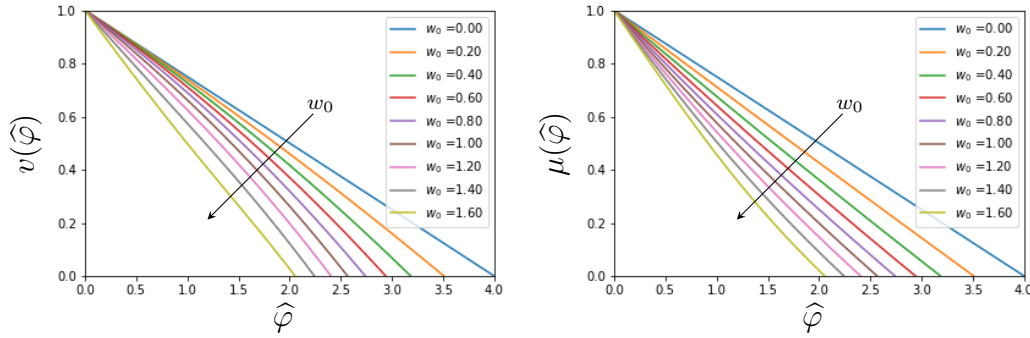 1.0
0.8
0.6
0.4
0.2
0.0
v(φ̂)
0.0 0.5 1.0 1.5 2.0 2.5 3.0 3.5 4.0
φ̂
w₀
w₀ =0.00
w₀ =0.20
w₀ =0.40
w₀ =0.60
w₀ =0.80
w₀ =1.00
w₀ =1.20
w₀ =1.40
w₀ =1.60
1.0
0.8
0.6
0.4
0.2
0.0
μ(φ̂)
0.0 0.5 1.0 1.5 2.0 2.5 3.0 3.5 4.0
φ̂
w₀
w₀ =0.00
w₀ =0.20
w₀ =0.40
w₀ =0.60
w₀ =0.80
w₀ =1.00
w₀ =1.20
w₀ =1.40
w₀ =1.60